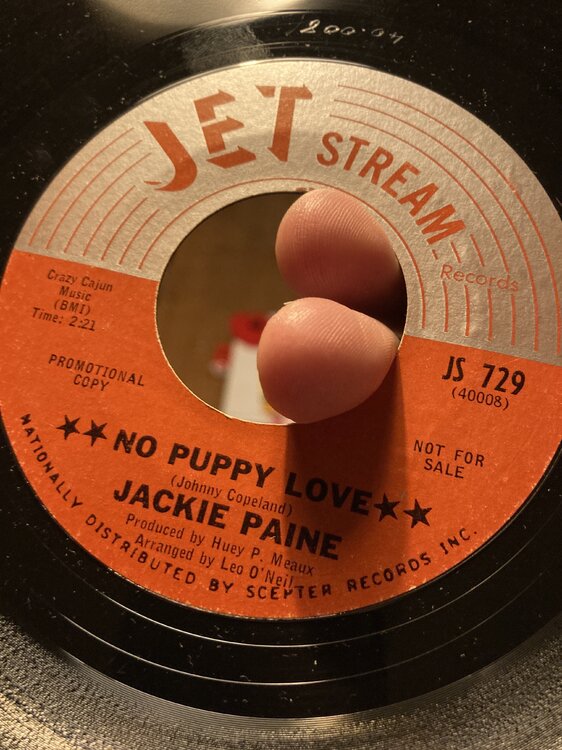 200.04
JET STREAM
Records
Crazy Cajun
Music
(BMI)
Time: 2:21
PROMOTIONAL
COPY
JS 729
(40008)
NOT FOR
SALE
★★NO PUPPY LOVE★★
(Johnny Copeland)
JACKIE PAINE
Produced by Huey P. Meaux
Arranged by Leo O'Neil
NATIONALLY DISTRIBUTED BY SCEPTER RECORDS INC.